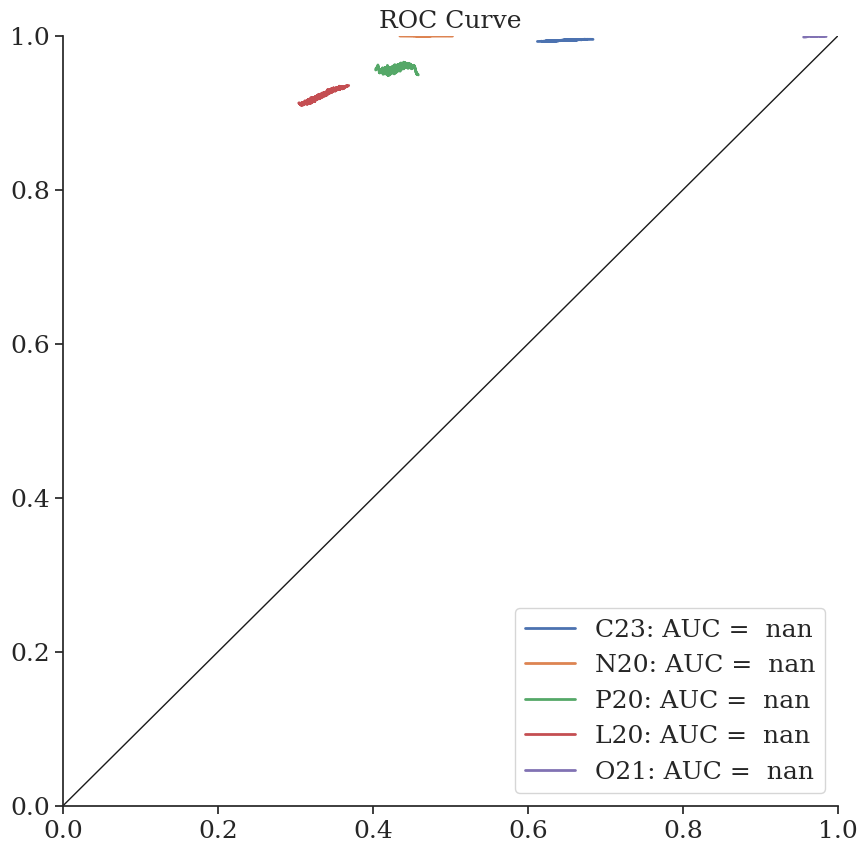 ROC Curve
1.0
0.8
0.6
0.4
0.2
0.0
0.0 0.2 0.4 0.6 0.8 1.0
C23: AUC = nan
N20: AUC = nan
P20: AUC = nan
L20: AUC = nan
O21: AUC = nan